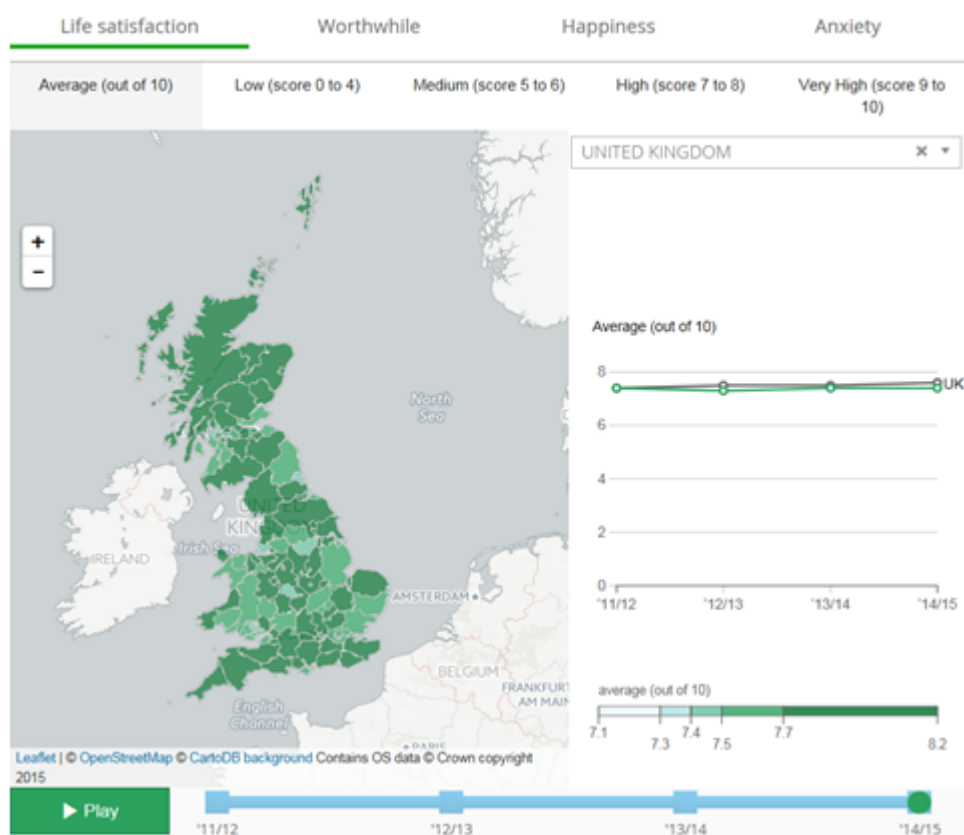 Life satisfaction
Worthwhile
Happiness
Anxiety
Average (out of 10)
Low (score 0 to 4)
Medium (score 5 to 6)
High (score 7 to 8)
Very High (score 9 to
10)
UNITED KINGDOM
+
−
North
Sea
UNITED
KINGDOM
Irish Sea
IRELAND
AMSTERDAM
BELGIUM
FRANKFURT
AM MAIN
English
Channel
PARIS
Average (out of 10)
8
UK
6
4
2
0
'11/12
'12/13
'13/14
'14/15
average (out of 10)
7.1
7.3
7.4
7.5
7.7
8.2
Leaflet | © OpenStreetMap © CartoDB background Contains OS data © Crown copyright
2015
Play
'11/12
'12/13
'13/14
'14/15